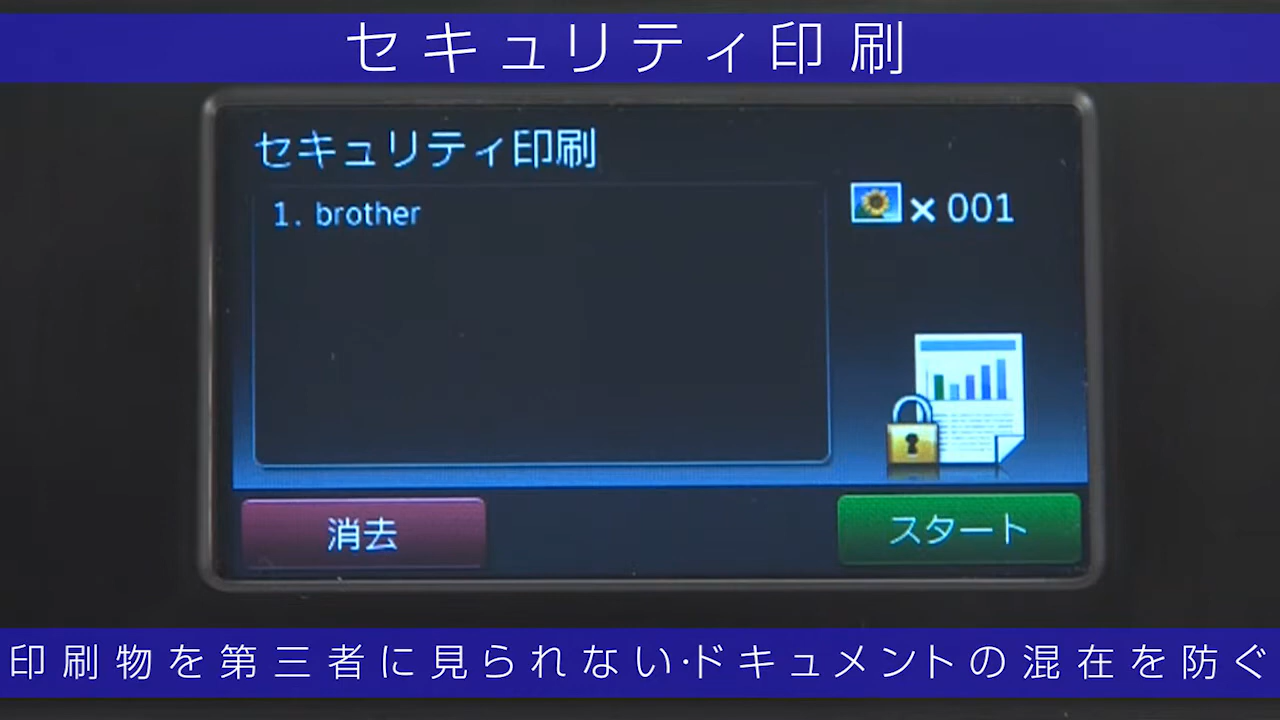 セキュリティ印刷
セキュリティ印刷
1. brother
× 001
消去
スタート
印刷物を第三者に見られない・ドキュメントの混在を防ぐ